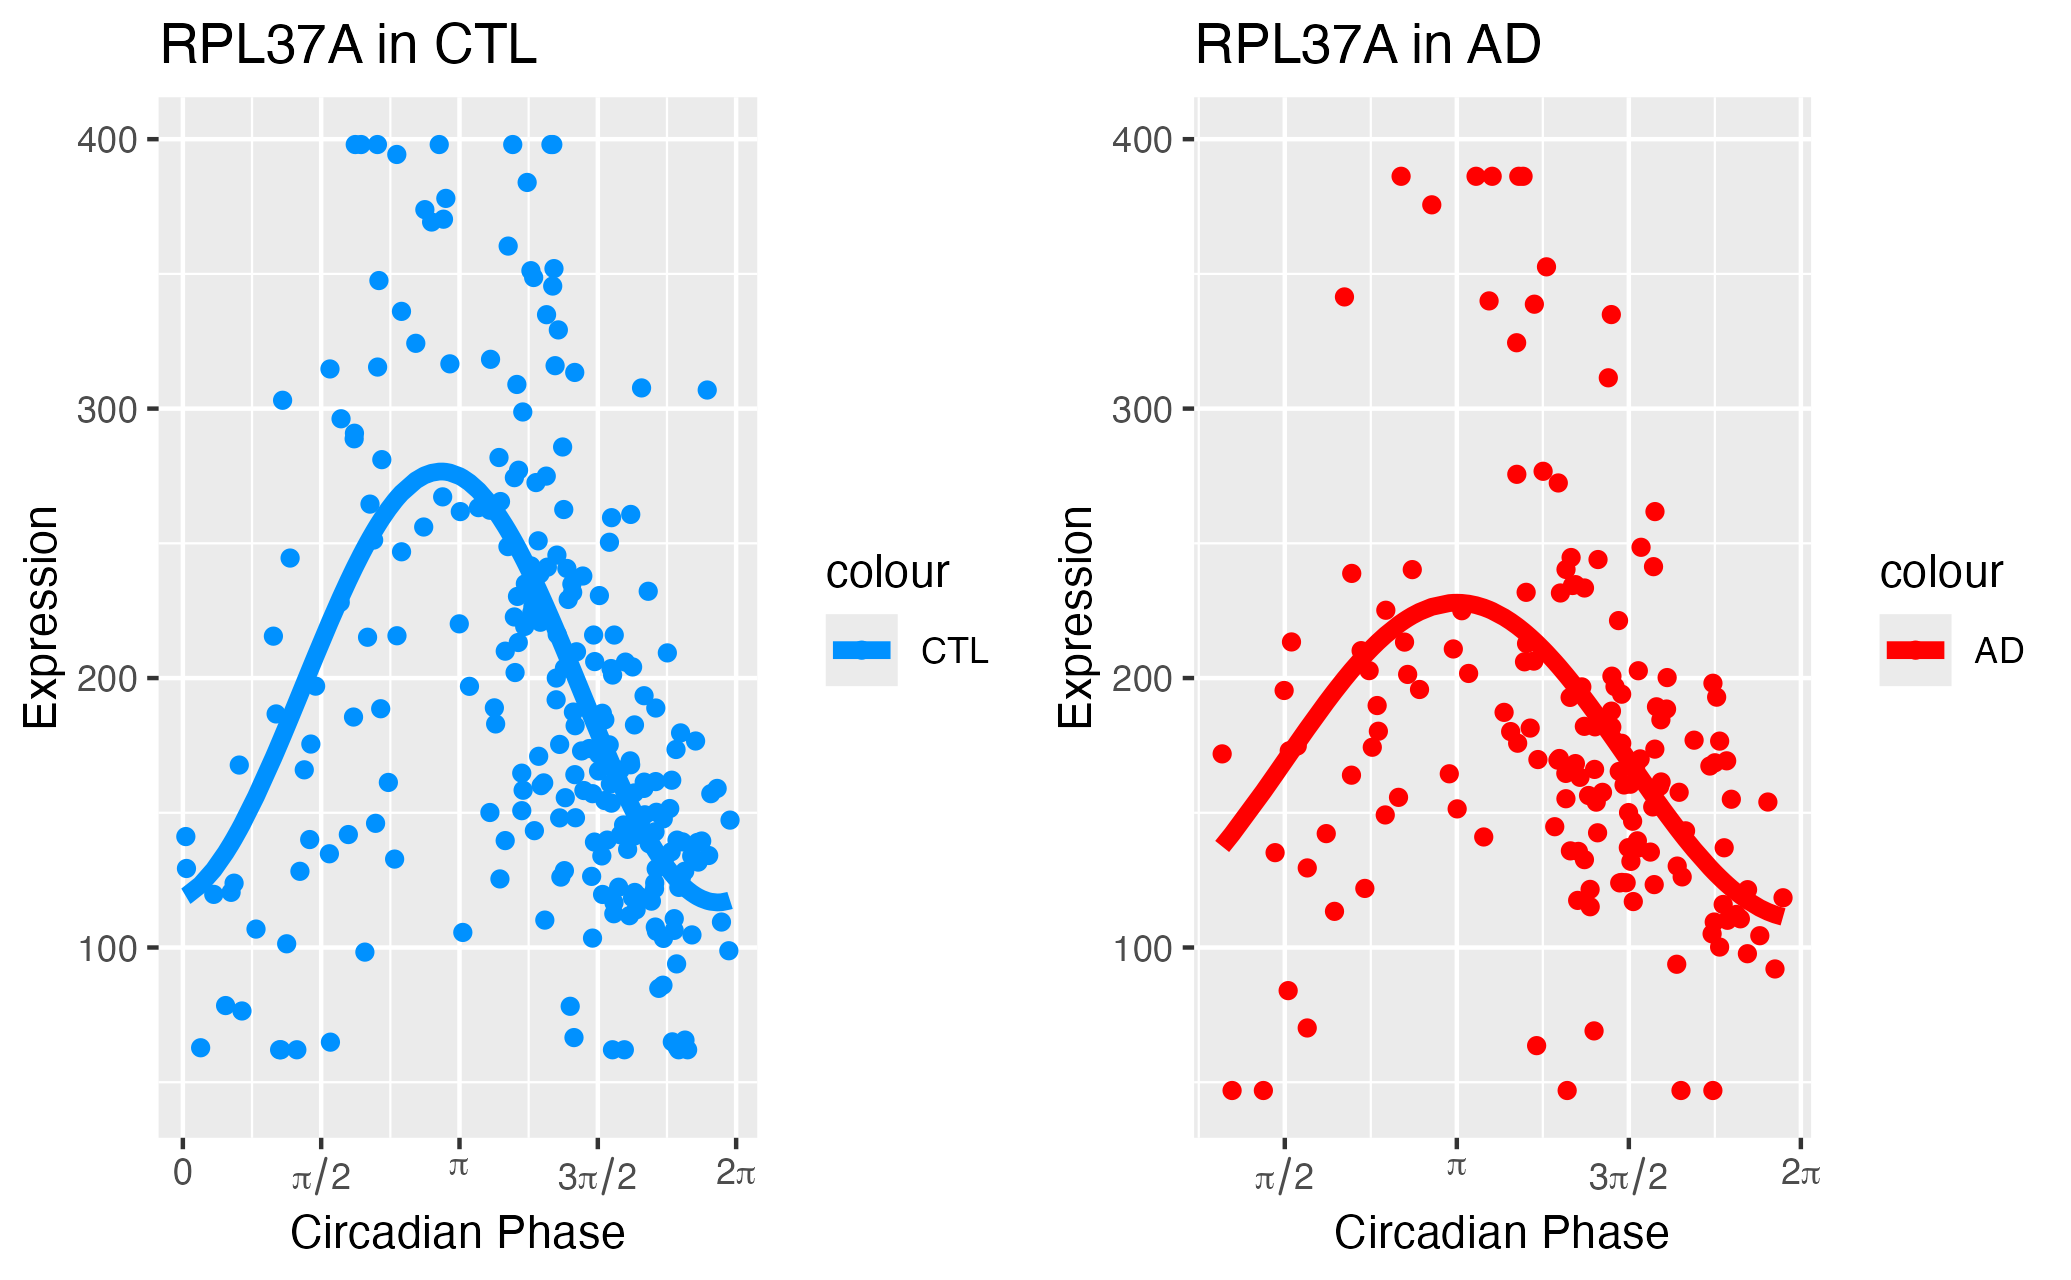 RPL37A in CTL
Expression
400
300
200
100
0 π/2 π 3π/2 2π
Circadian Phase
colour
CTL
RPL37A in AD
Expression
400
300
200
100
π/2 π 3π/2 2π
Circadian Phase
colour
AD